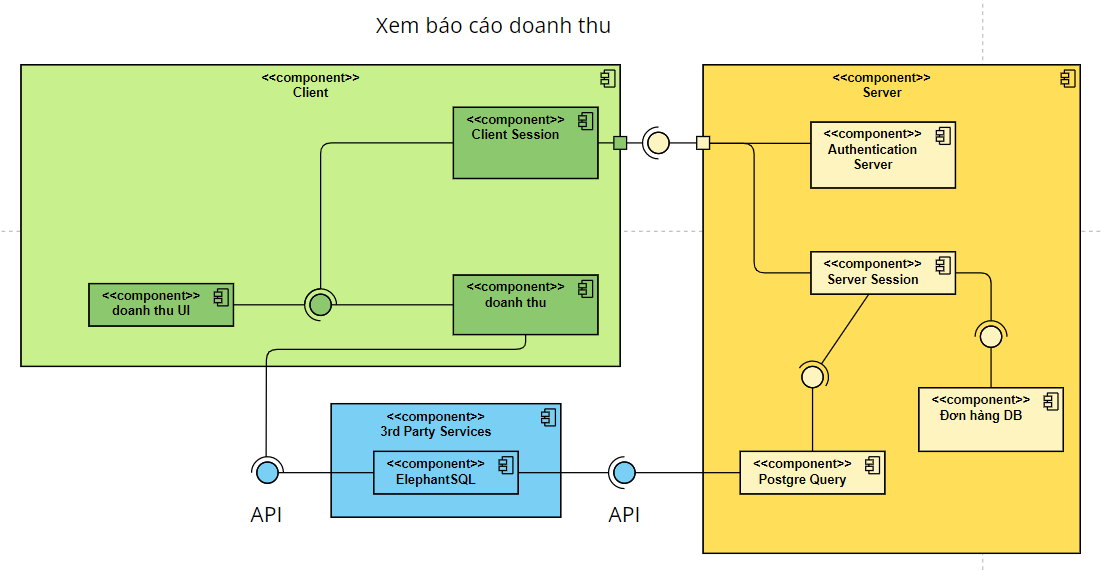 Xem báo cáo doanh thu
<<component>>
Client
<<component>>
Client Session
<<component>>
doanh thu UI
<<component>>
doanh thu
<<component>>
Server
<<component>>
Authentication
Server
<<component>>
Server Session
<<component>>
Đơn hàng DB
<<component>>
Postgre Query
<<component>>
3rd Party Services
<<component>>
ElephantSQL
API
API